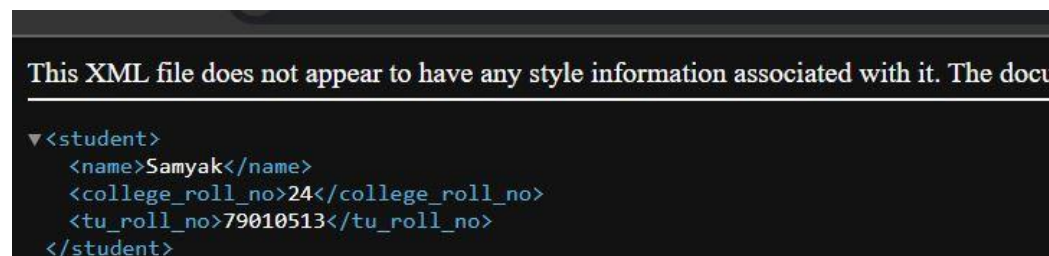 This XML file does not appear to have any style information associated with it. The docu
▼<student>
<name>Samyak</name>
<college_roll_no>24</college_roll_no>
<tu_roll_no>79010513</tu_roll_no>
</student>